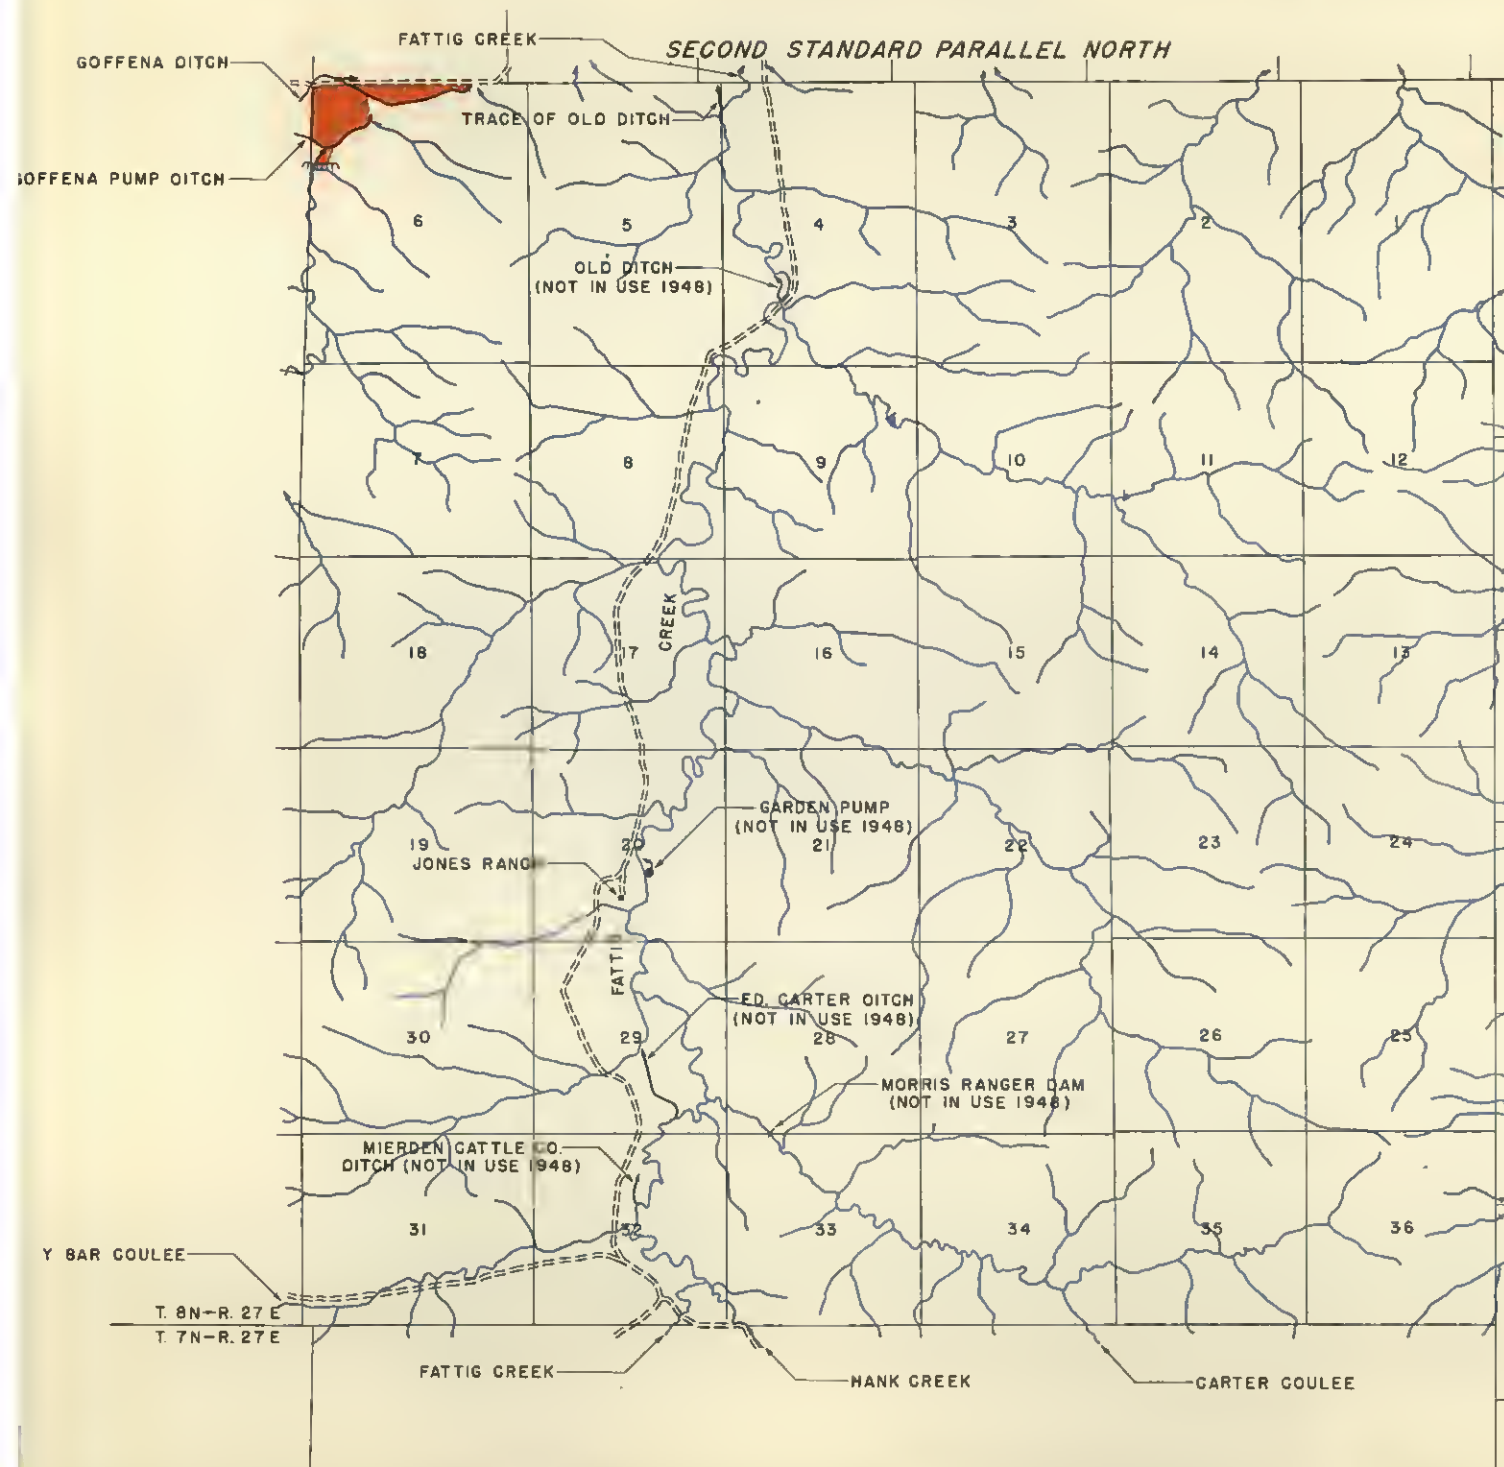 FATTIG CREEK
SECOND STANDARD PARALLEL NORTH
GOFFENA DITCH
TRACE OF OLD DITCH
GOFFENA PUMP DITCH
6
5
4
3
2
1
OLD DITCH
(NOT IN USE 1948)
7
8
9
10
11
12
CREEK
18
17
16
15
14
13
GARDEN PUMP
(NOT IN USE 1948)
19
20
21
22
23
24
JONES RANCH
FATTIG
ED. CARTER DITCH
(NOT IN USE 1948)
30
29
28
27
26
25
MORRIS RANGER DAM
(NOT IN USE 1948)
MIERDEN CATTLE CO.
DITCH (NOT IN USE 1948)
31
32
33
34
35
36
Y BAR COULEE
T. 8N-R. 27 E
T. 7N-R. 27 E
FATTIG CREEK
HANK CREEK
CARTER COULEE